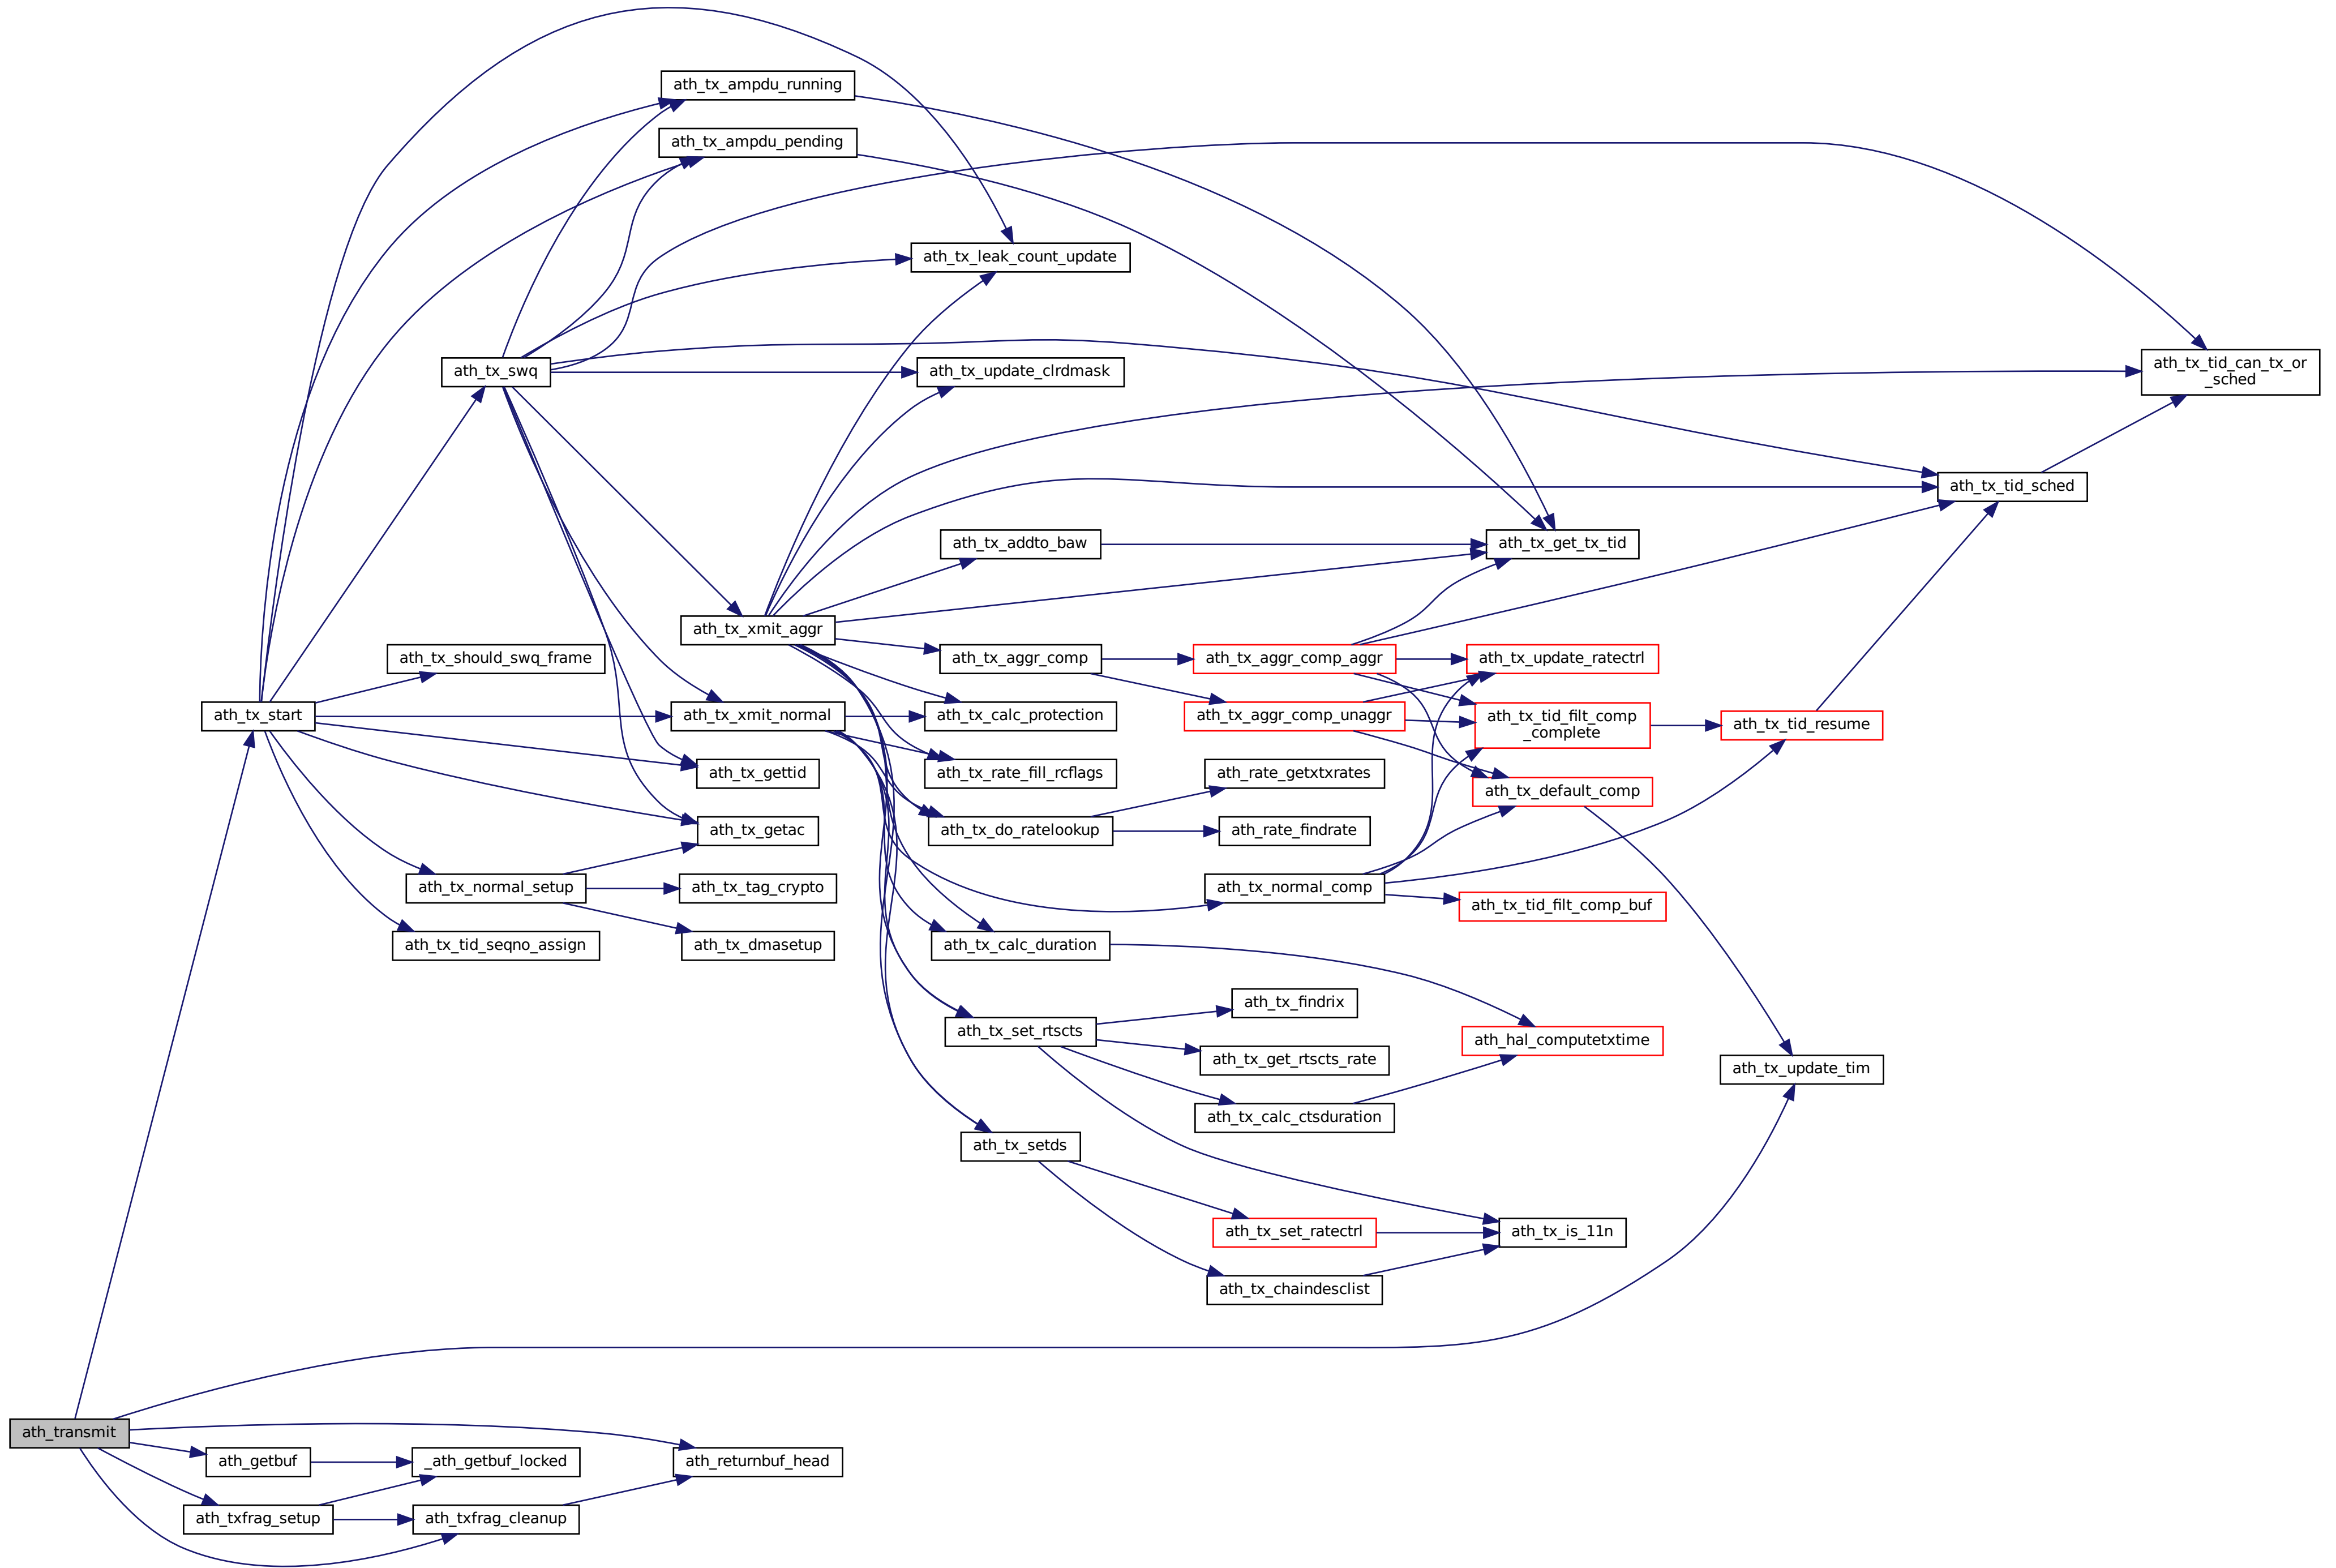 ath_tx_ampdu_running
ath_tx_ampdu_pending
ath_tx_leak_count_update
ath_tx_swq
ath_tx_update_clrdmask
ath_tx_tid_can_tx_or
_sched
ath_tx_tid_sched
ath_tx_addto_baw
ath_tx_get_tx_tid
ath_tx_xmit_aggr
ath_tx_should_swq_frame
ath_tx_aggr_comp
ath_tx_aggr_comp_aggr
ath_tx_update_ratectrl
ath_tx_start
ath_tx_xmit_normal
ath_tx_calc_protection
ath_tx_aggr_comp_unaggr
ath_tx_tid_filt_comp
_complete
ath_tx_tid_resume
ath_tx_gettid
ath_tx_rate_fill_rcflags
ath_rate_getxtxrates
ath_tx_default_comp
ath_tx_getac
ath_tx_do_ratelookup
ath_rate_findrate
ath_tx_normal_setup
ath_tx_tag_crypto
ath_tx_normal_comp
ath_tx_tid_filt_comp_buf
ath_tx_tid_seqno_assign
ath_tx_dmasetup
ath_tx_calc_duration
ath_tx_findrix
ath_tx_set_rtscts
ath_hal_computetxtime
ath_tx_get_rtscts_rate
ath_tx_update_tim
ath_tx_calc_ctsduration
ath_tx_setds
ath_tx_set_ratectrl
ath_tx_is_11n
ath_tx_chaindesclist
ath_transmit
ath_getbuf
_ath_getbuf_locked
ath_returnbuf_head
ath_txfrag_setup
ath_txfrag_cleanup